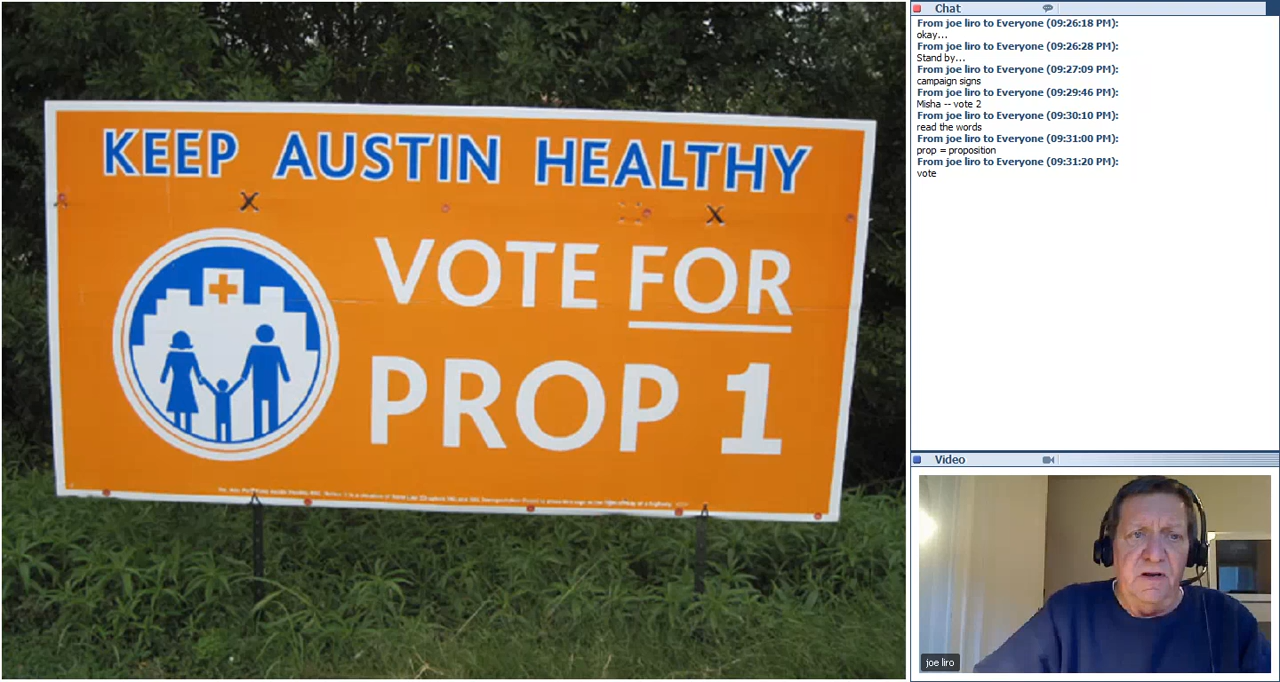 KEEP AUSTIN HEALTHY
VOTE FOR
PROP 1
Chat
From joe liro to Everyone (09:26:18 PM):
okay...
From joe liro to Everyone (09:26:28 PM):
Stand by...
From joe liro to Everyone (09:27:09 PM):
campaign signs
From joe liro to Everyone (09:29:46 PM):
Misha -- vote 2
From joe liro to Everyone (09:30:10 PM):
read the words
From joe liro to Everyone (09:31:00 PM):
prop = proposition
From joe liro to Everyone (09:31:20 PM):
vote
Video
joe liro